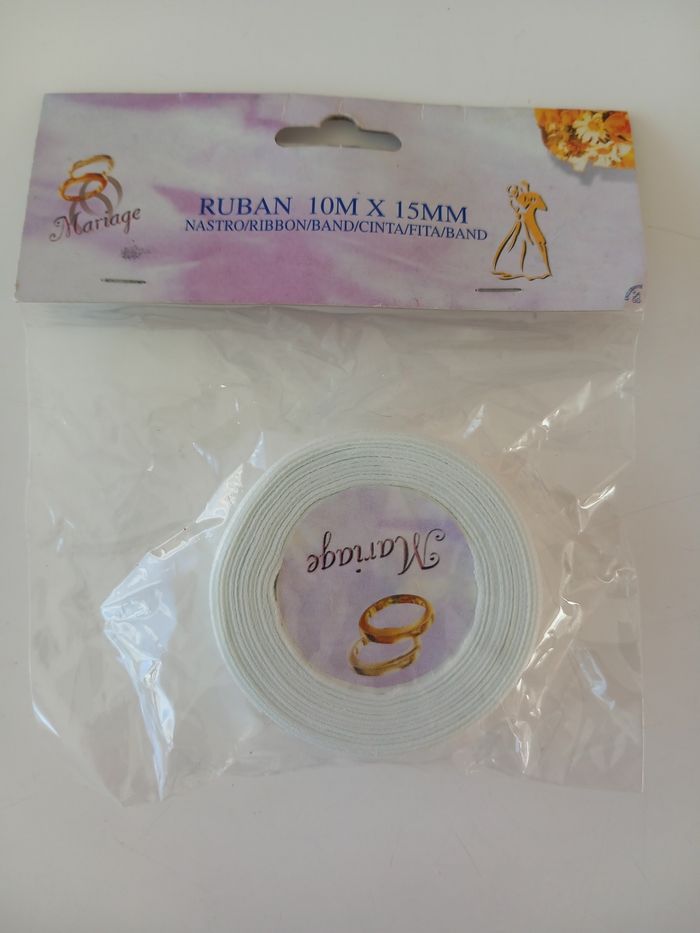 Mariage
RUBAN 10M X 15MM
NASTRO/RIBBON/BAND/CINTA/FITA/BAND
Mariage